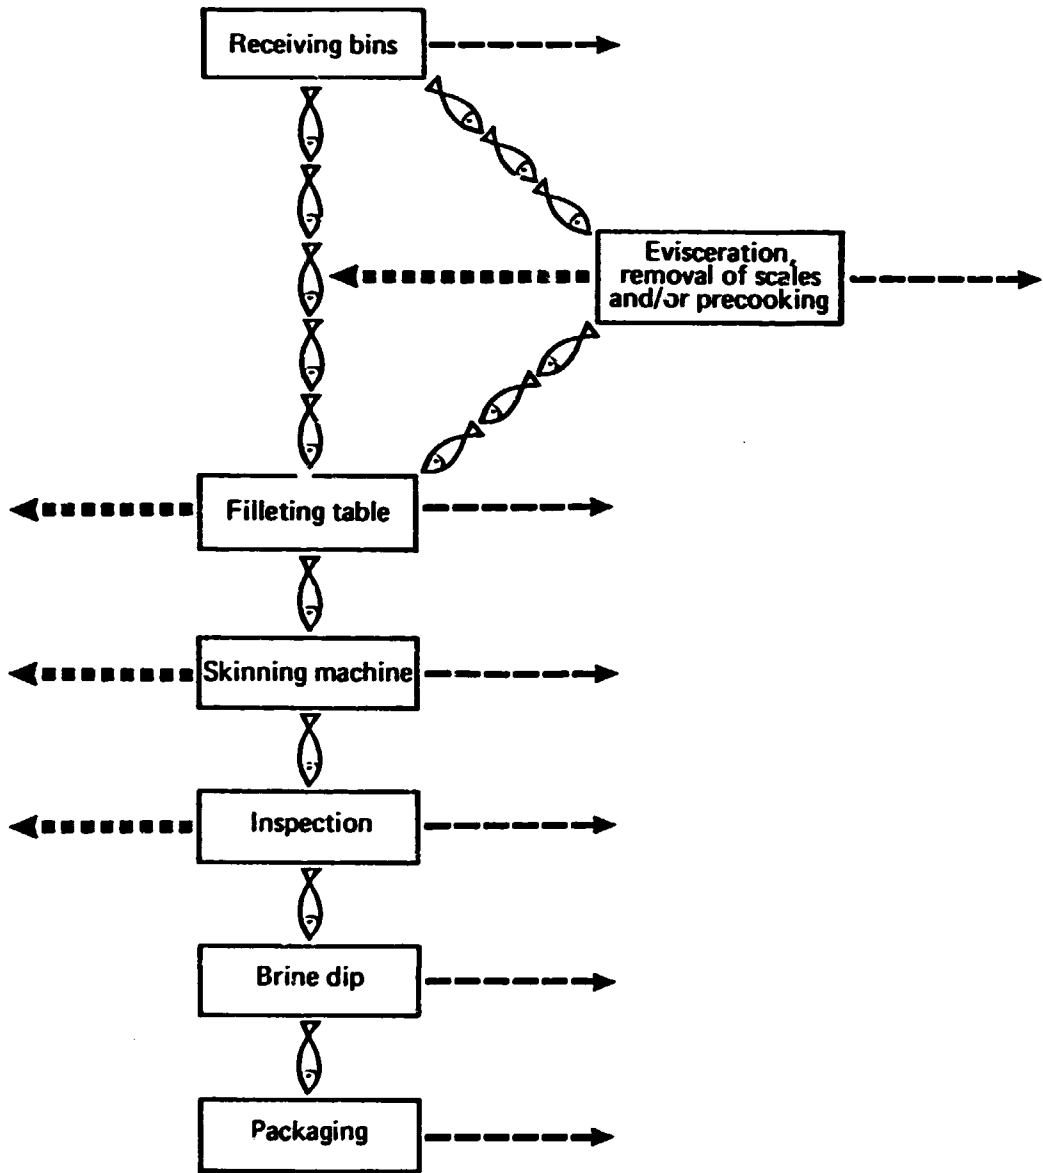 Receiving bins
Evisceration,
removal of scales
and/or precooking
Filleting table
Skinning machine
Inspection
Brine dip
Packaging